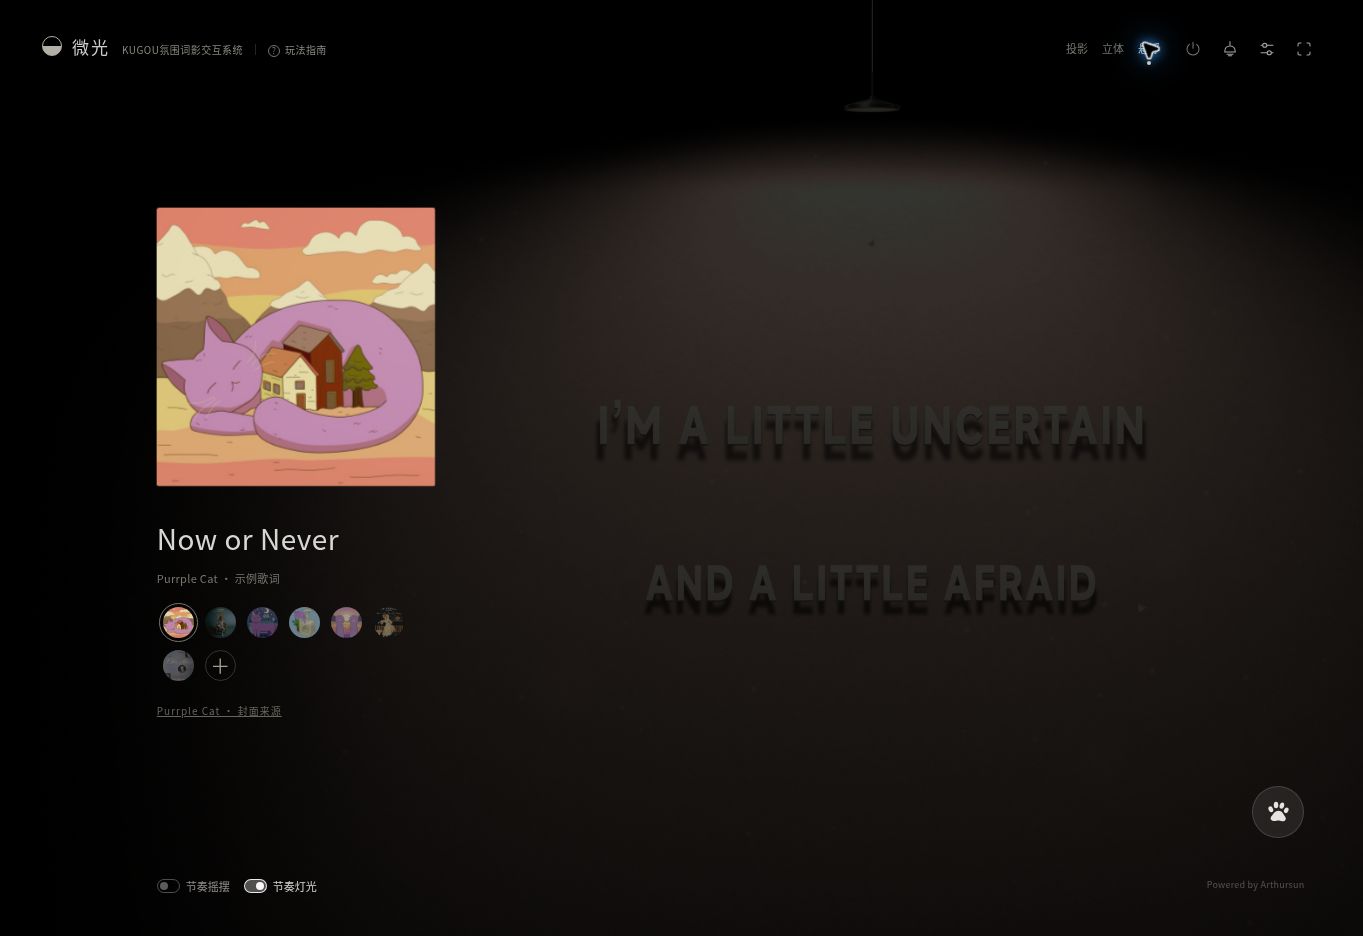 微光 KUGOU氛围词影交互系统 ? 玩法指南
投影 立体
I'M A LITTLE UNCERTAIN
AND A LITTLE AFRAID
Now or Never
Purrple Cat · 示例歌词
Purrple Cat · 封面来源
节奏摇摆 节奏灯光
Powered by Arthursun